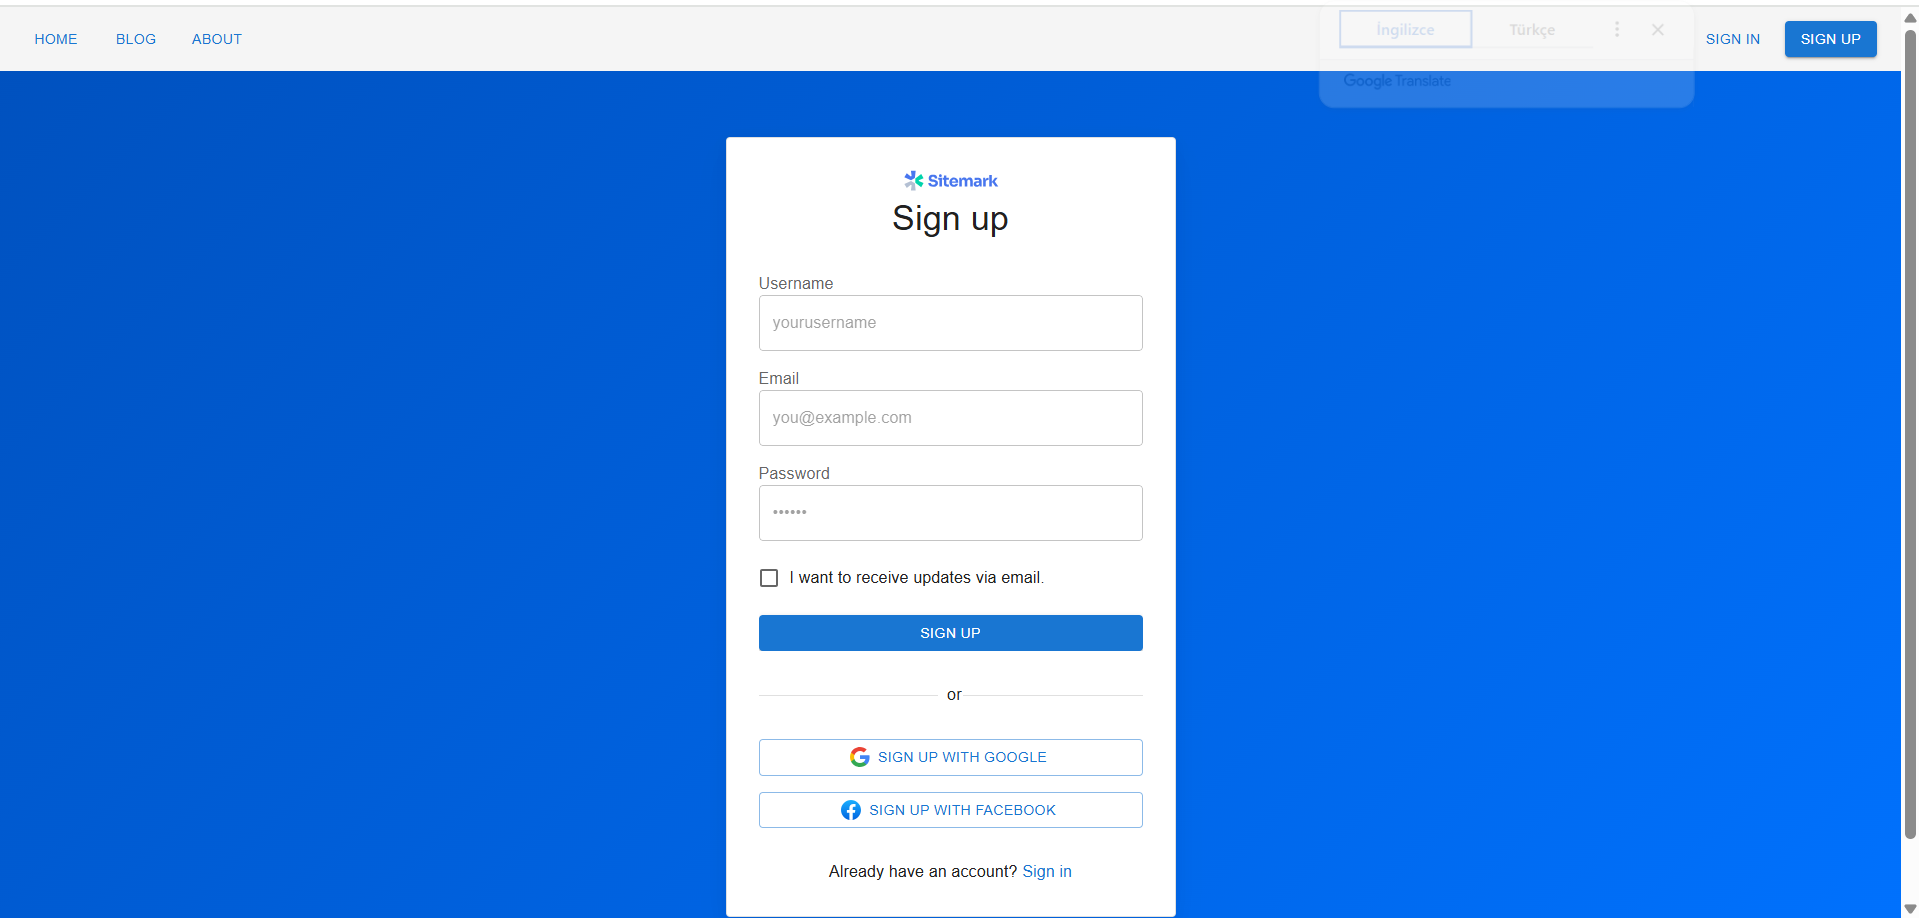 HOME BLOG ABOUT İngilizce Türkçe SIGN IN SIGN UP
Google Translate
Sitemark
Sign up
Username
yourusername
Email
you@example.com
Password
••••••
I want to receive updates via email.
SIGN UP
or
SIGN UP WITH GOOGLE
SIGN UP WITH FACEBOOK
Already have an account? Sign in